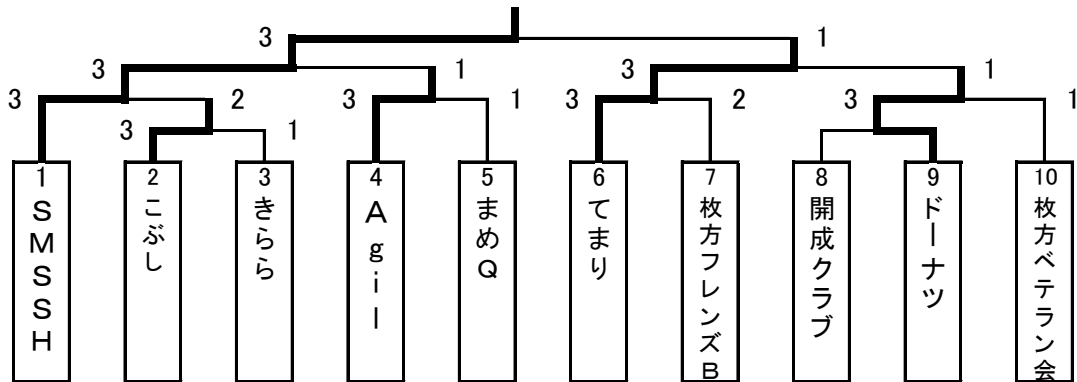 3 1
3 1 3 1
3 2 3 1 3 2 3 1
3 1
1 SMSSH
2 こぶし
3 きらら
4 Agil
5 まめQ
6 てまり
7 枚方フレンズB
8 開成クラブ
9 ドーナツ
10 枚方ベテラン会